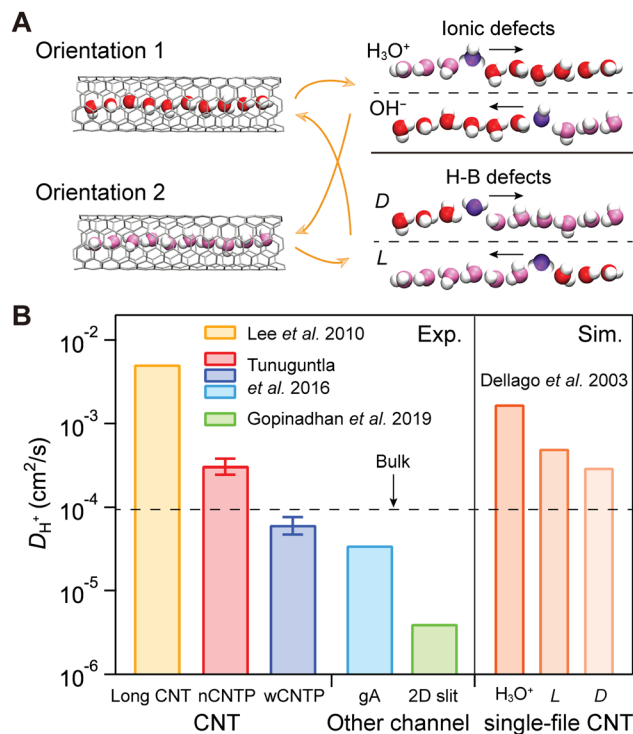 A
Orientation 1
Orientation 2
Ionic defects
H₃O⁺
OH⁻
H-B defects
D
L
B
Lee et al. 2010
Tunuguntla
et al. 2016
Gopinadhan et al. 2019
Exp.
Sim.
Dellago et al. 2003
Bulk
D_H⁺ (cm²/s)
10⁻²
10⁻³
10⁻⁴
10⁻⁵
10⁻⁶
Long CNT nCNTP wCNTP gA 2D slit H₃O⁺ L D
CNT Other channel single-file CNT